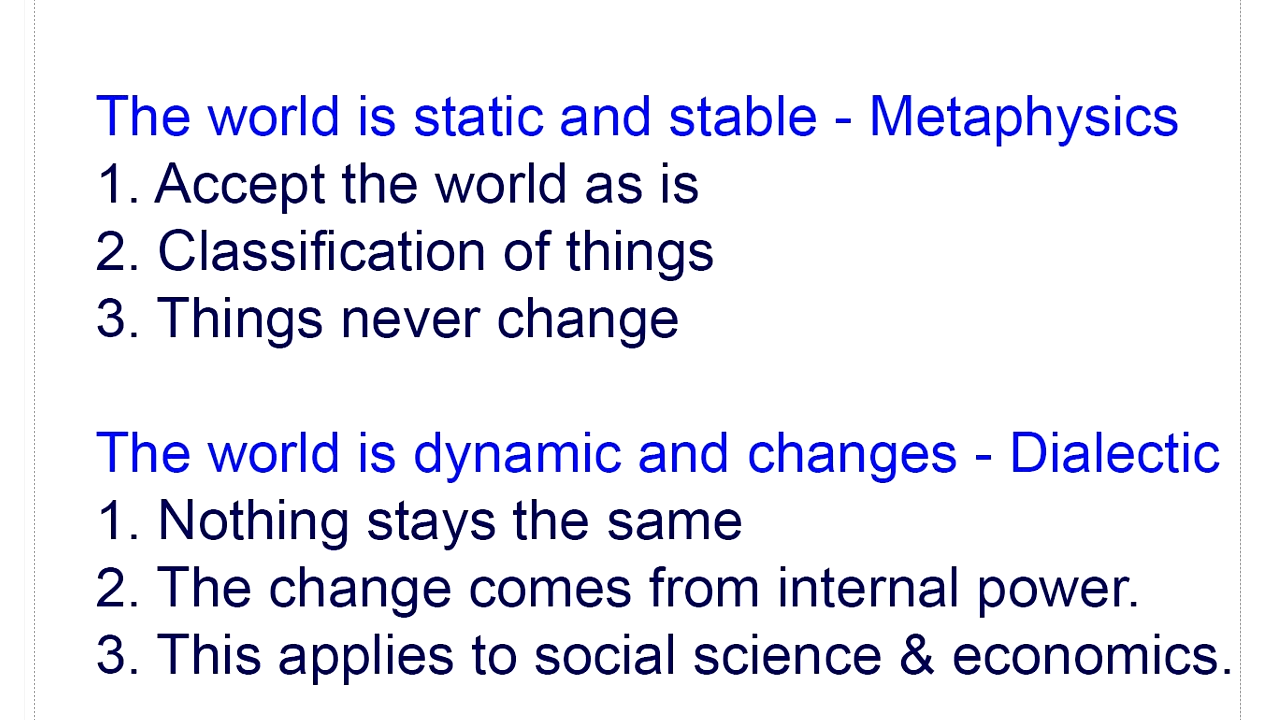 The world is static and stable - Metaphysics
1. Accept the world as is
2. Classification of things
3. Things never change
The world is dynamic and changes - Dialectic
1. Nothing stays the same
2. The change comes from internal power.
3. This applies to social science & economics.